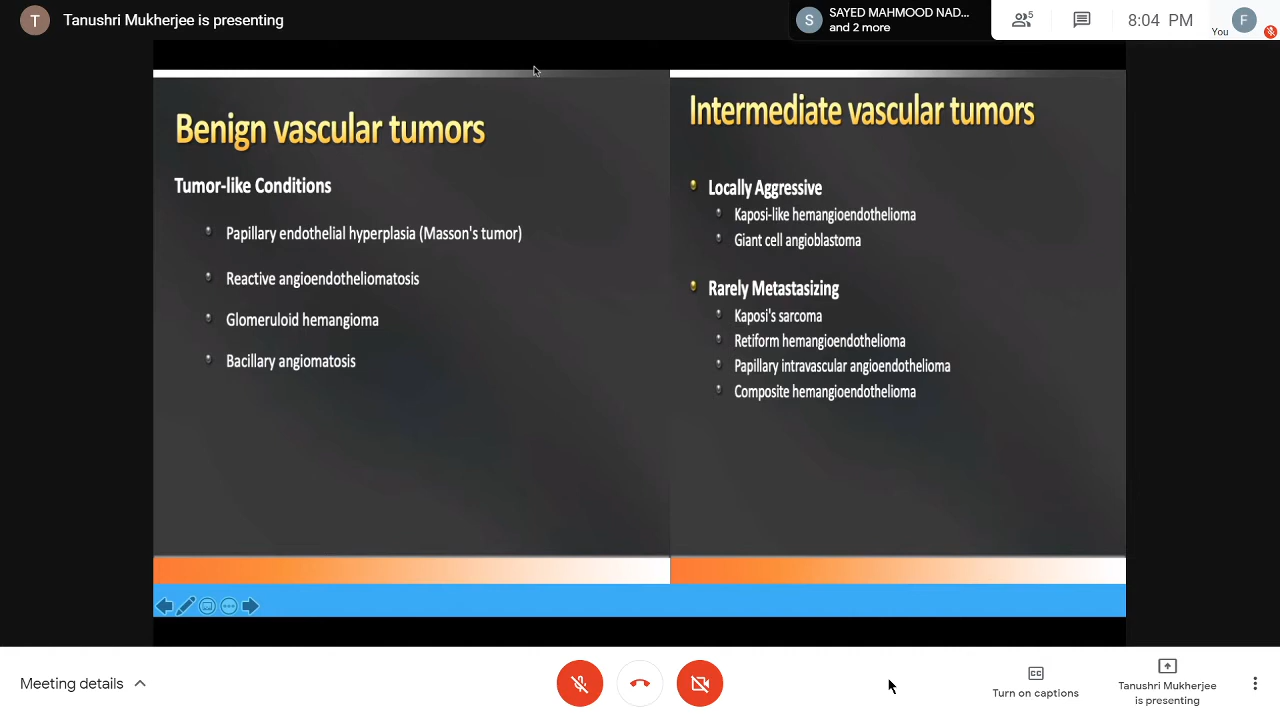 T
Tanushri Mukherjee is presenting
S
SAYED MAHMOOD NAD...
and 2 more
5
8:04 PM
You
F
Benign vascular tumors
Tumor-like Conditions
Papillary endothelial hyperplasia (Masson's tumor)
Reactive angioendotheliomatosis
Glomeruloid hemangioma
Bacillary angiomatosis
Intermediate vascular tumors
Locally Aggressive
Kaposi-like hemangioendothelioma
Giant cell angioblastoma
Rarely Metastasizing
Kaposi's sarcoma
Retiform hemangioendothelioma
Papillary intravascular angioendothelioma
Composite hemangioendothelioma
Meeting details
CC
Turn on captions
Tanushri Mukherjee
is presenting